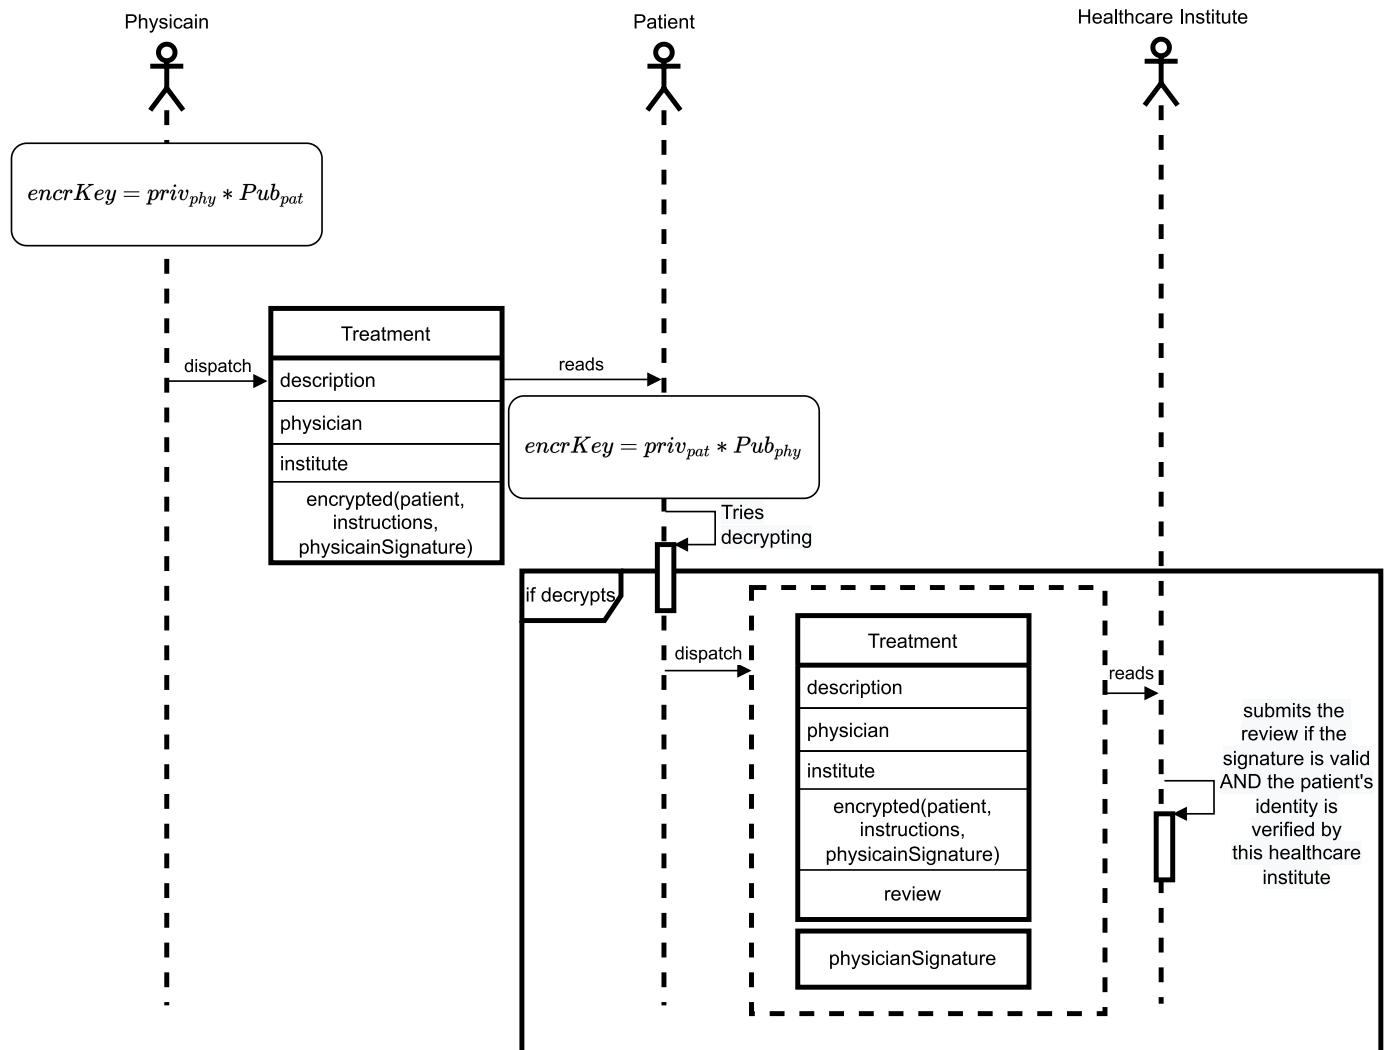 Physicain
Patient
Healthcare Institute
encrKey = priv_phy * Pub_pat
Treatment
dispatch
description
reads
physician
institute
encrypted(patient,
instructions,
physicainSignature)
encrKey = priv_pat * Pub_phy
Tries
decrypting
if decrypts
dispatch
Treatment
description
physician
institute
encrypted(patient,
instructions,
physicainSignature)
review
physicianSignature
reads
submits the
review if the
signature is valid
AND the patient's
identity is
verified by
this healthcare
institute